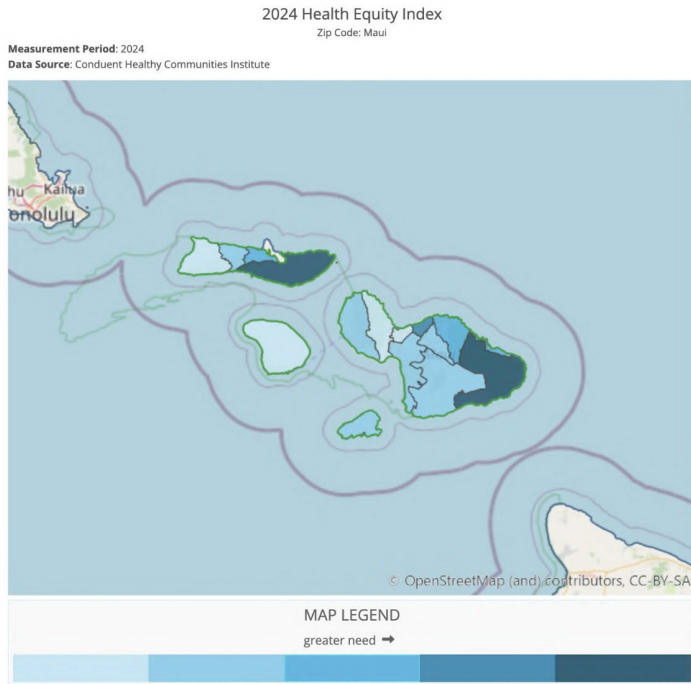 2024 Health Equity Index
Zip Code: Maui
Measurement Period: 2024
Data Source: Conduent Healthy Communities Institute
hu Kailua
onolulu
© OpenStreetMap (and) contributors, CC-BY-SA
MAP LEGEND
greater need ➡